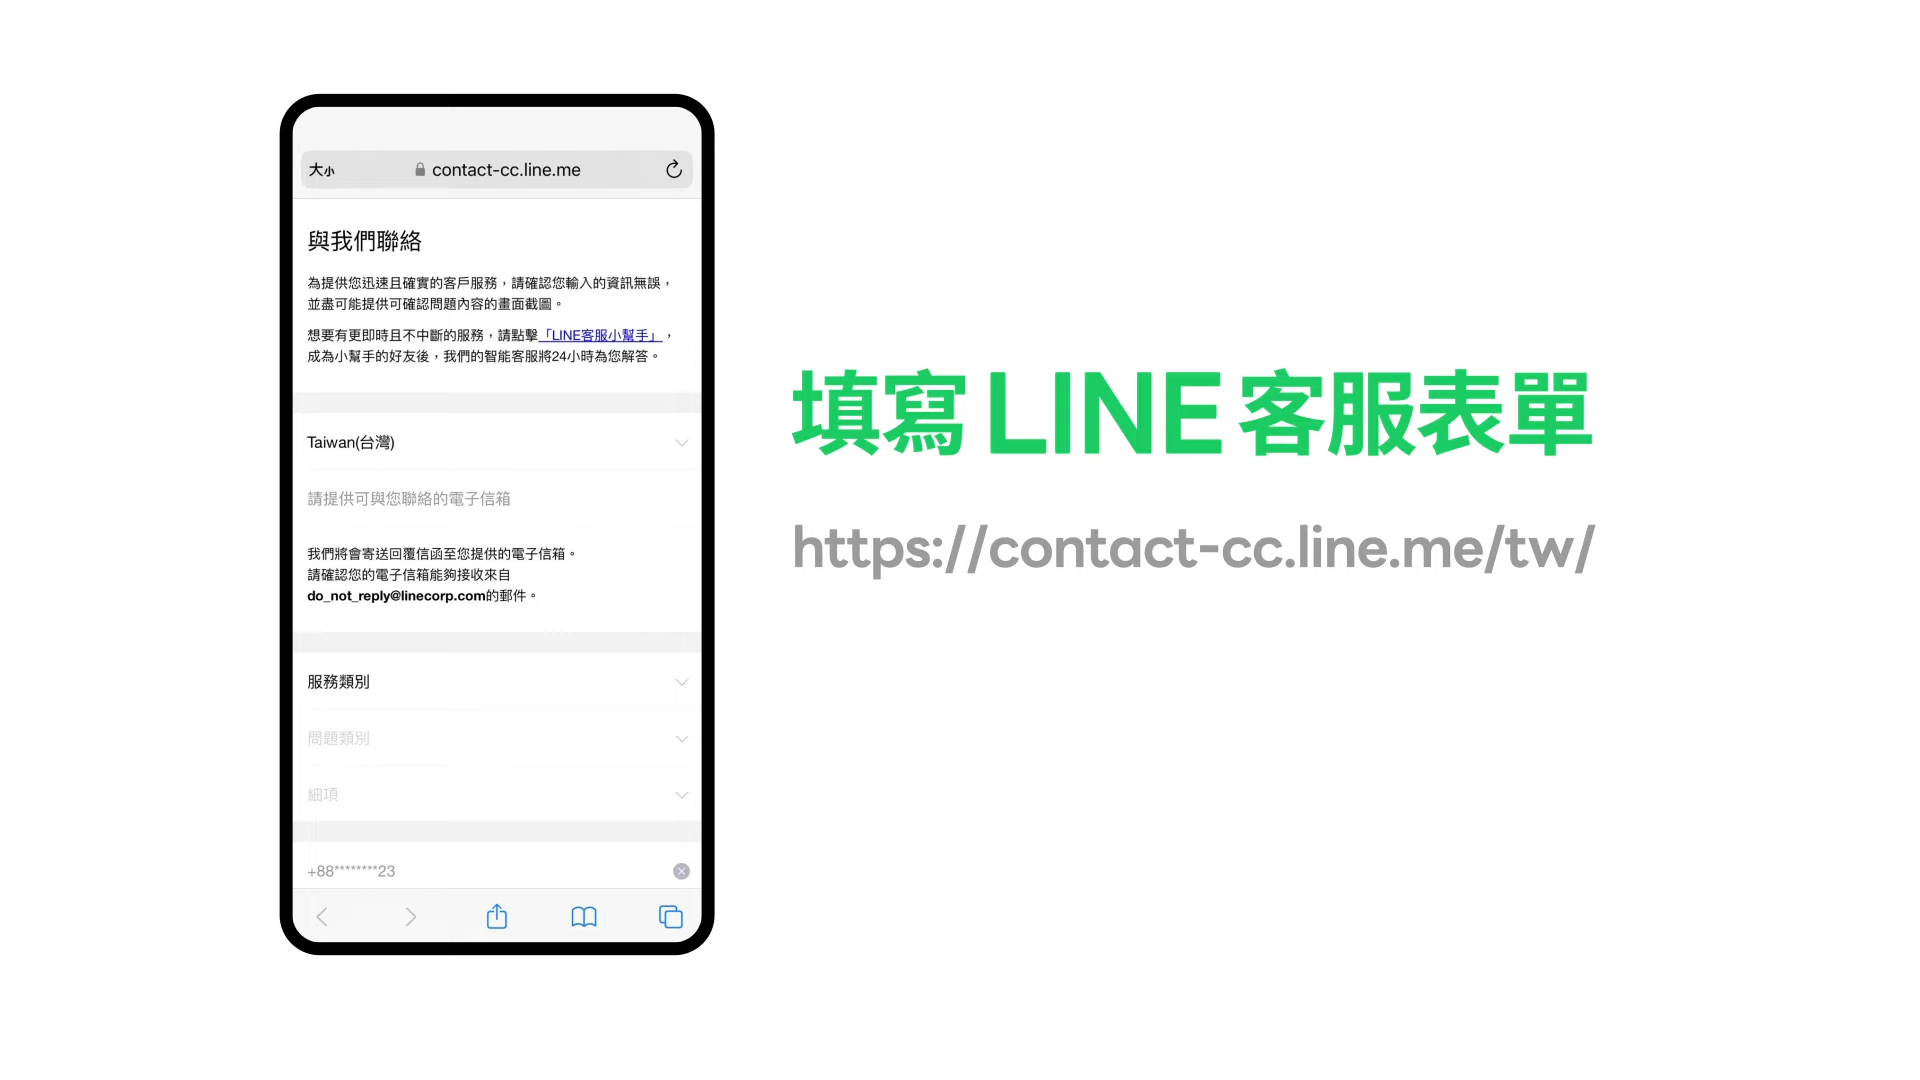 大小
contact-cc.line.me
與我們聯絡
為提供您迅速且確實的客戶服務，請確認您輸入的資訊無誤，
並盡可能提供可確認問題內容的畫面截圖。
想要有更即時且不中斷的服務，請點擊「LINE客服小幫手」，
成為小幫手的好友後，我們的智能客服將24小時為您解答。
Taiwan(台灣)
請提供可與您聯絡的電子信箱
我們將會寄送回覆信函至您提供的電子信箱。
請確認您的電子信箱能夠接收來自
do_not_reply@linecorp.com的郵件。
服務類別
問題類別
細項
+88********23
填寫 LINE 客服表單
https://contact-cc.line.me/tw/